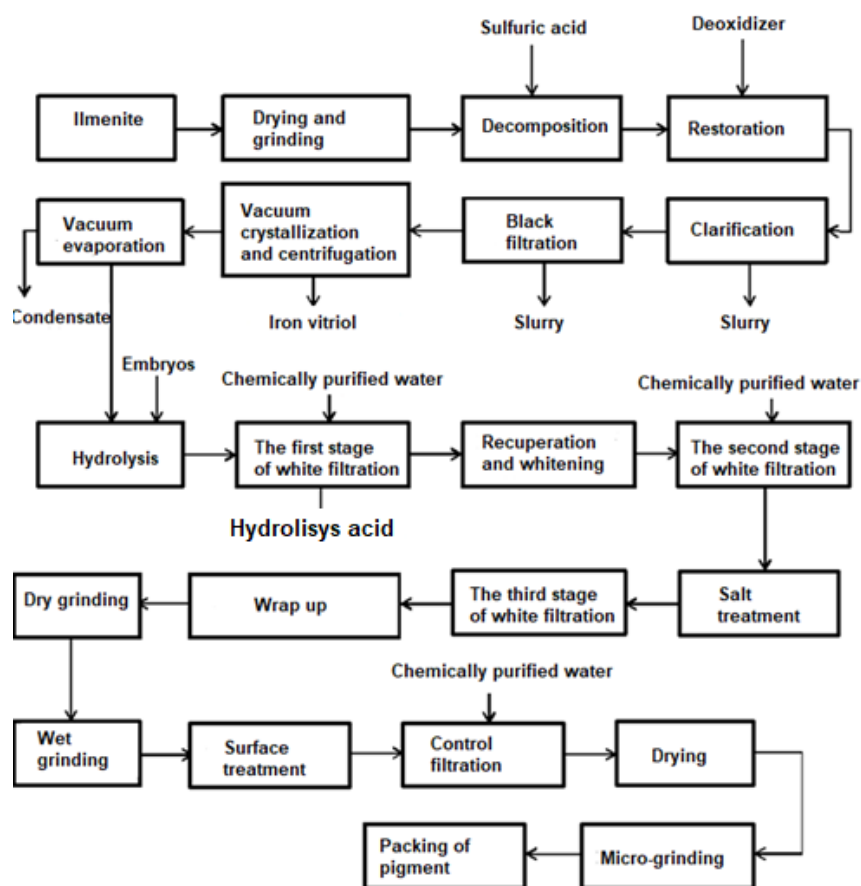 Sulfuric acid
Deoxidizer
Ilmenite
Drying and
grinding
Decomposition
Restoration
Vacuum
evaporation
Vacuum
crystallization
and centrifugation
Black
filtration
Clarification
Condensate
Iron vitriol
Slurry
Slurry
Embryos
Chemically purified water
Chemically purified water
Hydrolysis
The first stage
of white filtration
Recuperation
and whitening
The second stage
of white filtration
Hydrolisys acid
Dry grinding
Wrap up
The third stage
of white filtration
Salt
treatment
Chemically purified water
Wet
grinding
Surface
treatment
Control
filtration
Drying
Packing of
pigment
Micro-grinding